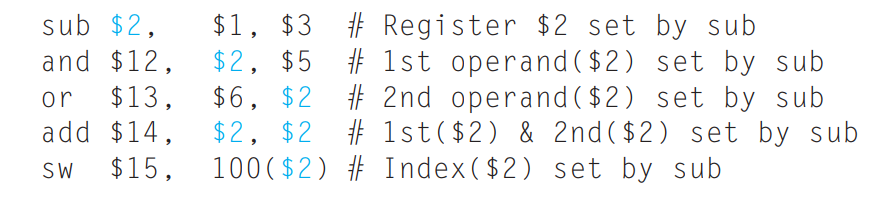 sub $2, $1, $3 # Register $2 set by sub
and $12, $2, $5 # 1st operand($2) set by sub
or $13, $6, $2 # 2nd operand($2) set by sub
add $14, $2, $2 # 1st($2) & 2nd($2) set by sub
sw $15, 100($2) # Index($2) set by sub